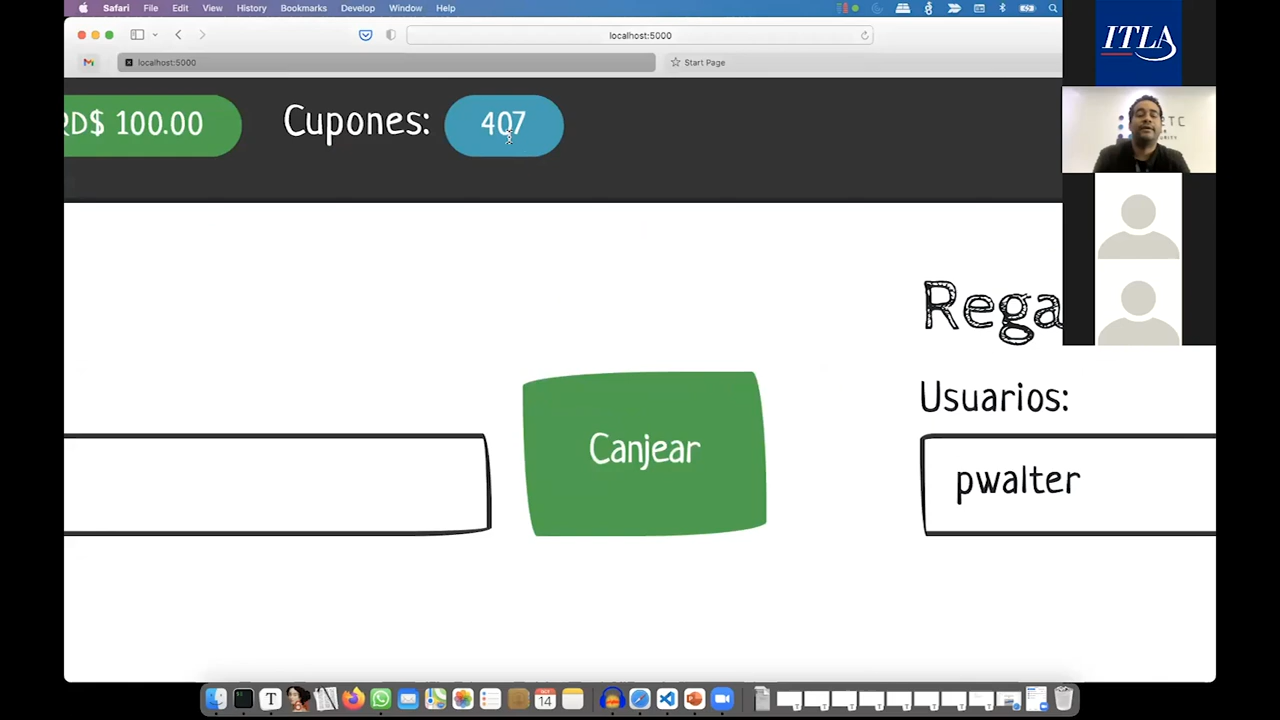 Safari File Edit View History Bookmarks Develop Window Help
localhost:5000
localhost:5000
Start Page
RD$ 100.00
Cupones:
407
ITLA
Rega
Usuarios:
Canjear
pwalter
14